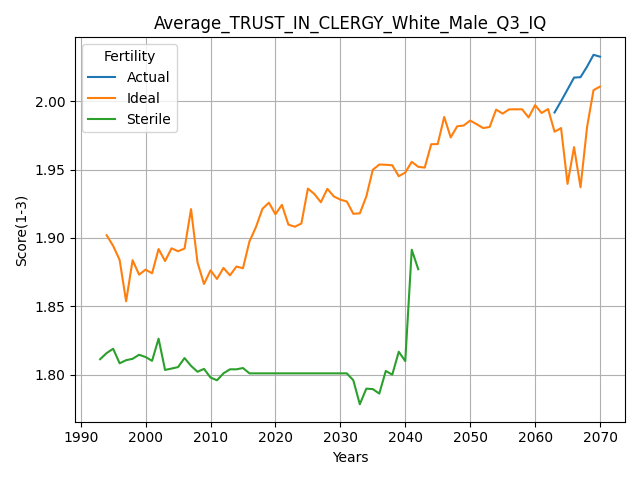 Average_TRUST_IN_CLERGY_White_Male_Q3_IQ
Fertility
Actual
Ideal
Sterile
Score(1-3)
2.00
1.95
1.90
1.85
1.80
1990 2000 2010 2020 2030 2040 2050 2060 2070
Years